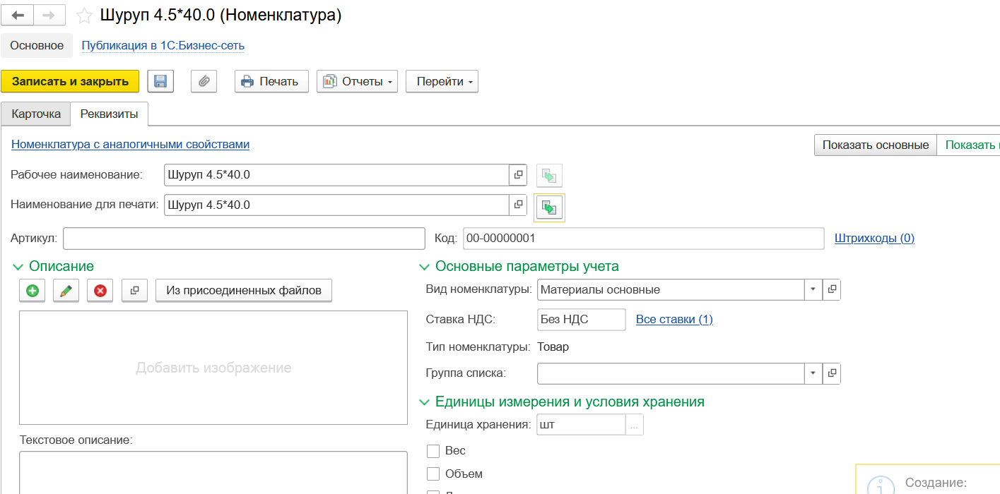 Шуруп 4.5*40.0 (Номенклатура)
Основное Публикация в 1С:Бизнес-сеть
Записать и закрыть Печать Отчеты Перейти
Карточка Реквизиты
Номенклатура с аналогичными свойствами Показать основные Показать
Рабочее наименование: Шуруп 4.5*40.0
Наименование для печати: Шуруп 4.5*40.0
Артикул: Код: 00-00000001 Штрихкоды (0)
Описание Основные параметры учета
Из присоединенных файлов Вид номенклатуры: Материалы основные
Ставка НДС: Без НДС Все ставки (1)
Тип номенклатуры: Товар
Добавить изображение Группа списка:
Единицы измерения и условия хранения
Единица хранения: шт ...
Текстовое описание:
Вес
Объем
Создание: